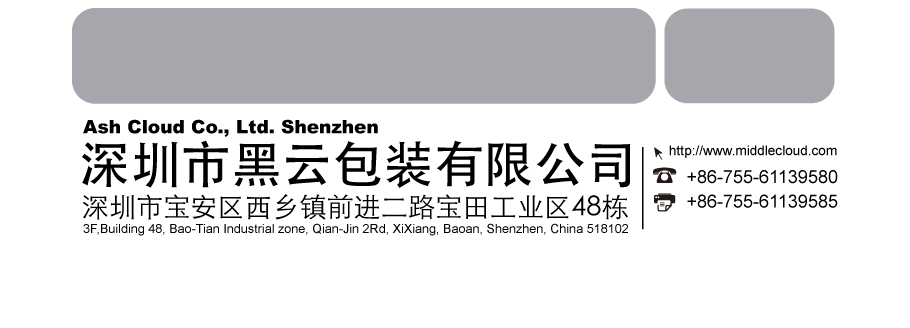 Ash Cloud Co., Ltd. Shenzhen
深圳市黑云包装有限公司
深圳市宝安区西乡镇前进二路宝田工业区48栋
3F,Building 48, Bao-Tian Industrial zone, Qian-Jin 2Rd, XiXiang, Baoan, Shenzhen, China 518102
http://www.middlecloud.com
+86-755-61139580
+86-755-61139585